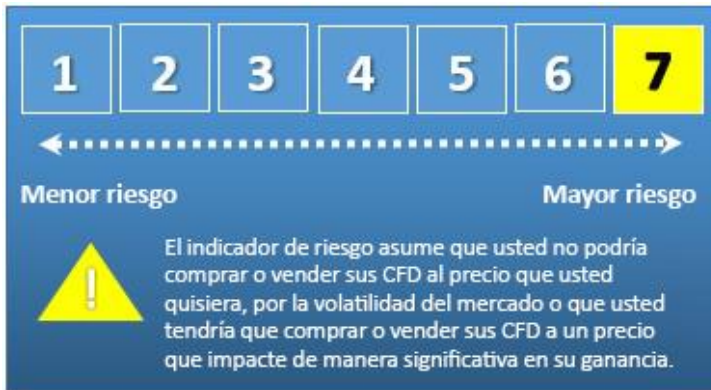 1 2 3 4 5 6 7
Menor riesgo Mayor riesgo
!
El indicador de riesgo asume que usted no podría
comprar o vender sus CFD al precio que usted
quisiera, por la volatilidad del mercado o que usted
tendría que comprar o vender sus CFD a un precio
que impacte de manera significativa en su ganancia.